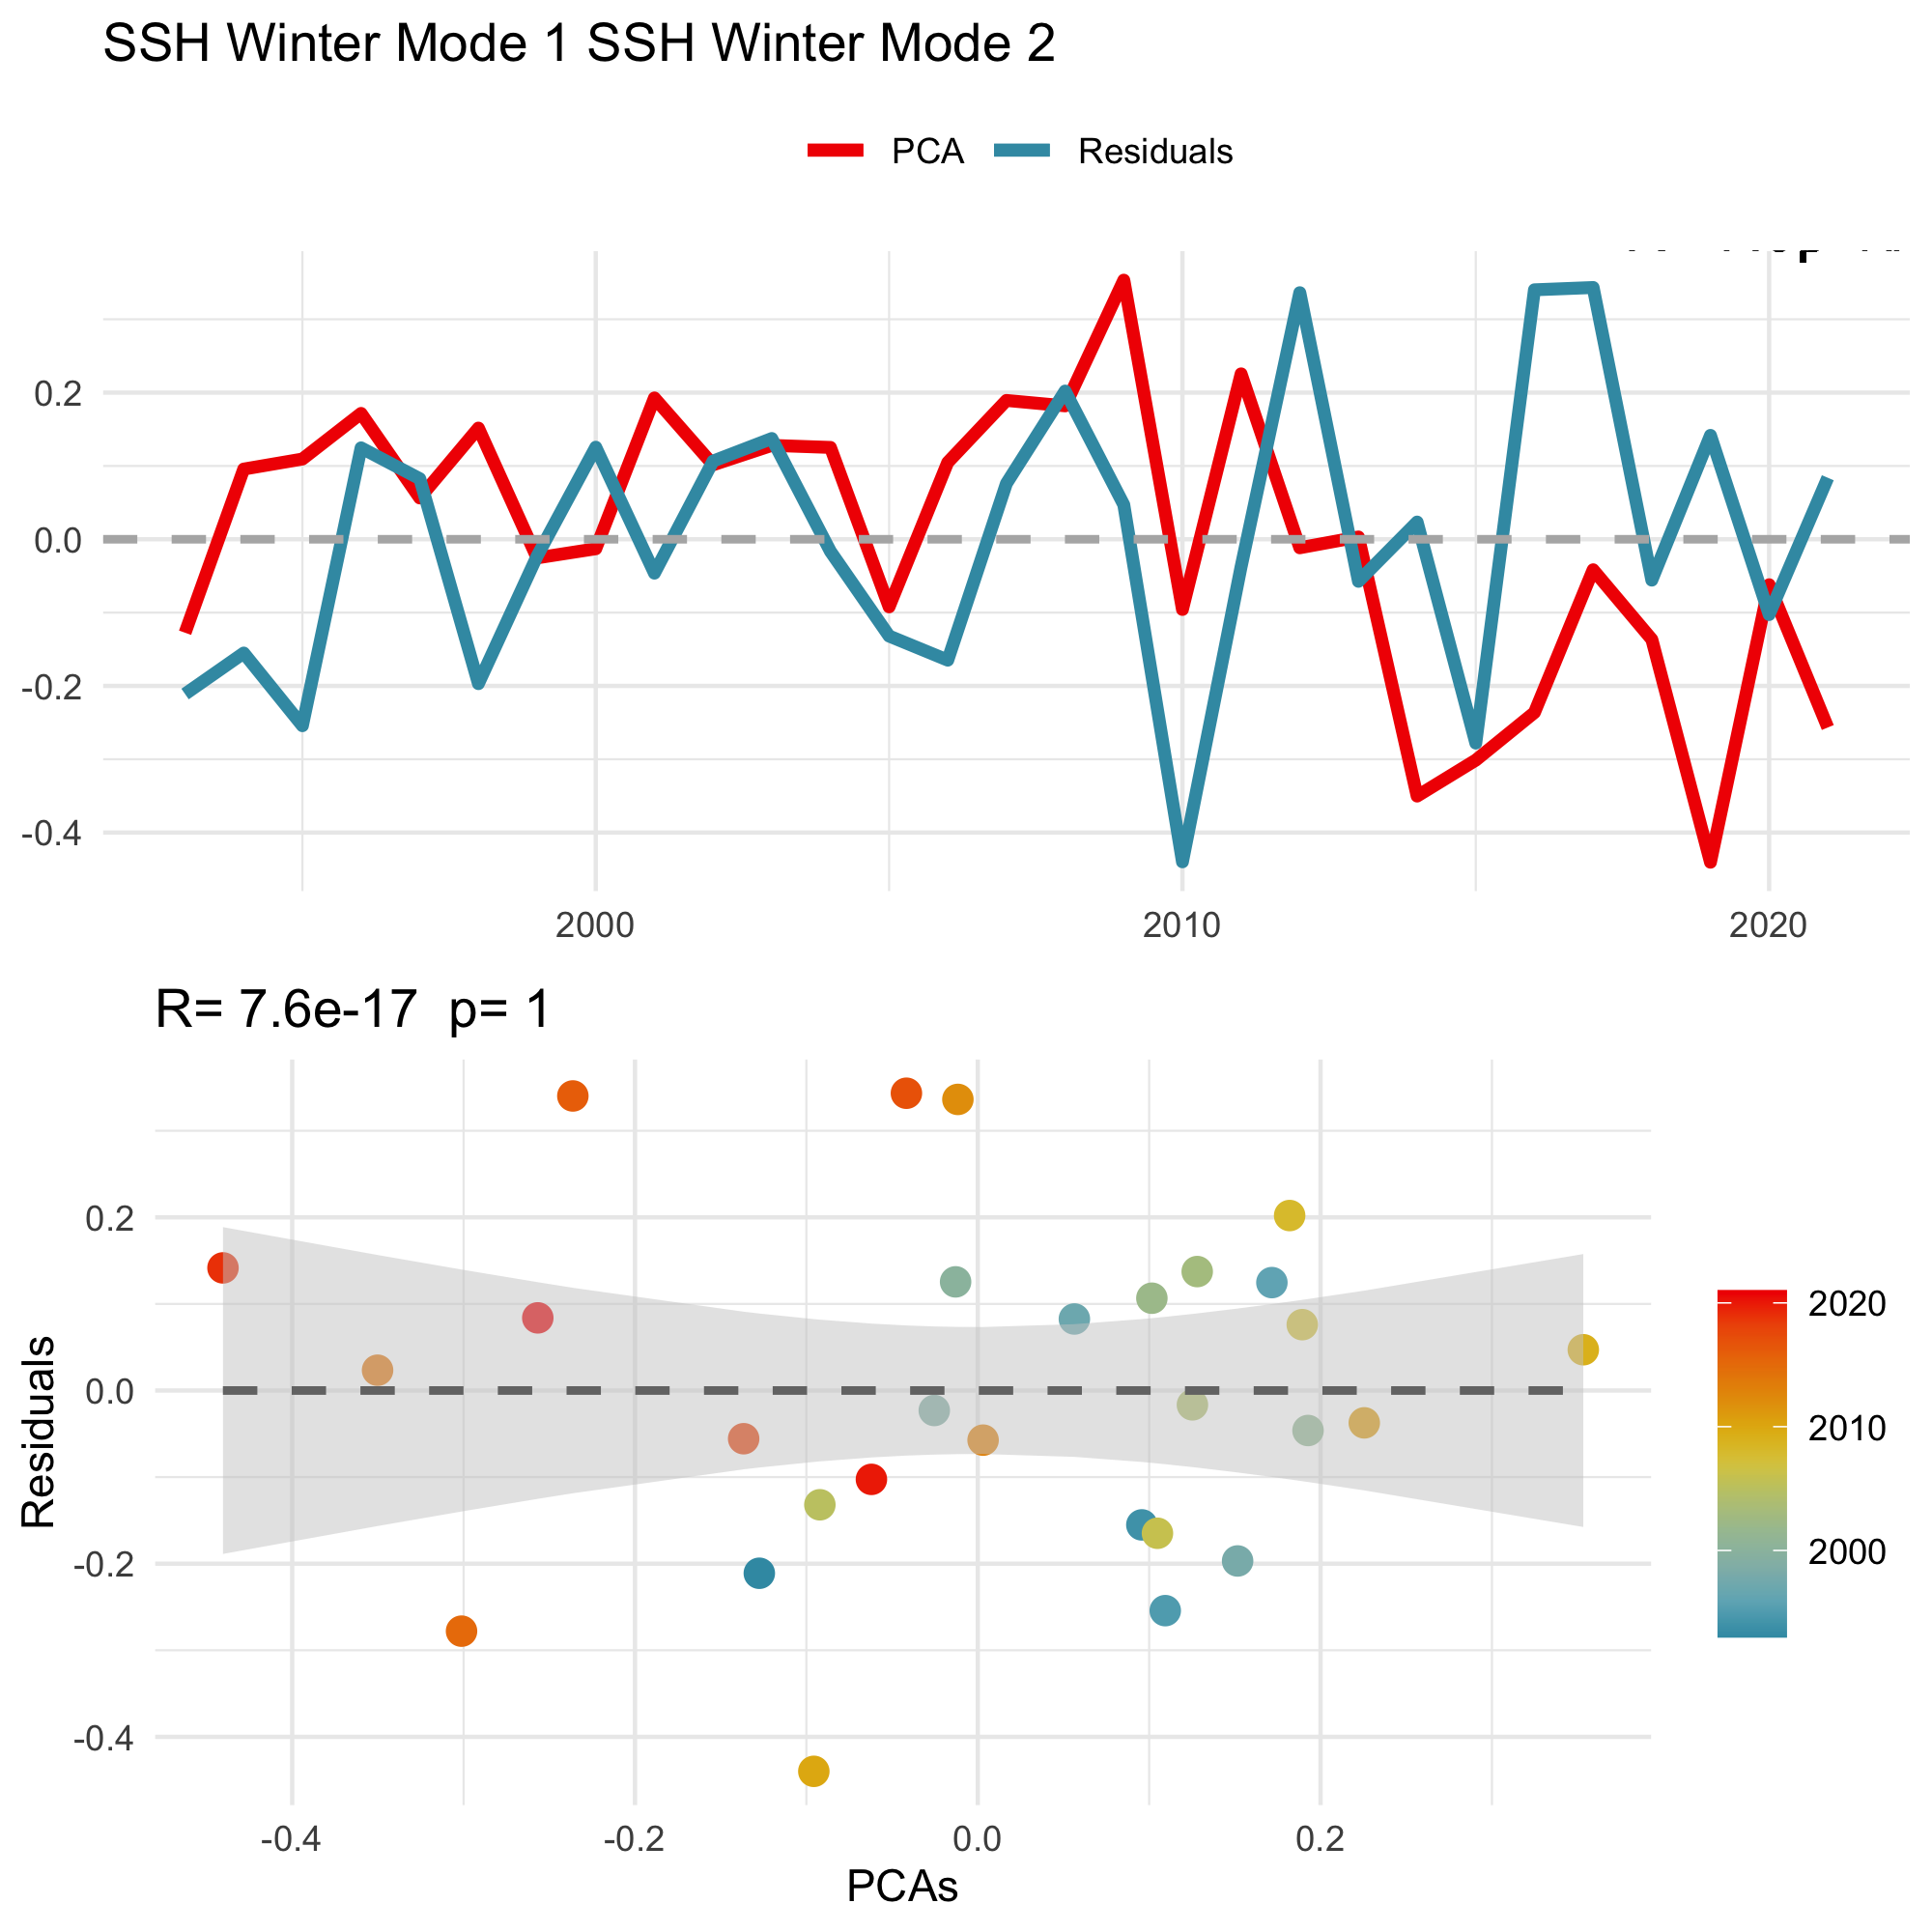 SSH Winter Mode 1 SSH Winter Mode 2
PCA Residuals
0.2
0.0
-0.2
-0.4
2000 2010 2020
R= 7.6e-17 p= 1
Residuals
0.2
0.0
-0.2
-0.4
-0.4 -0.2 0.0 0.2
PCAs
2020
2010
2000